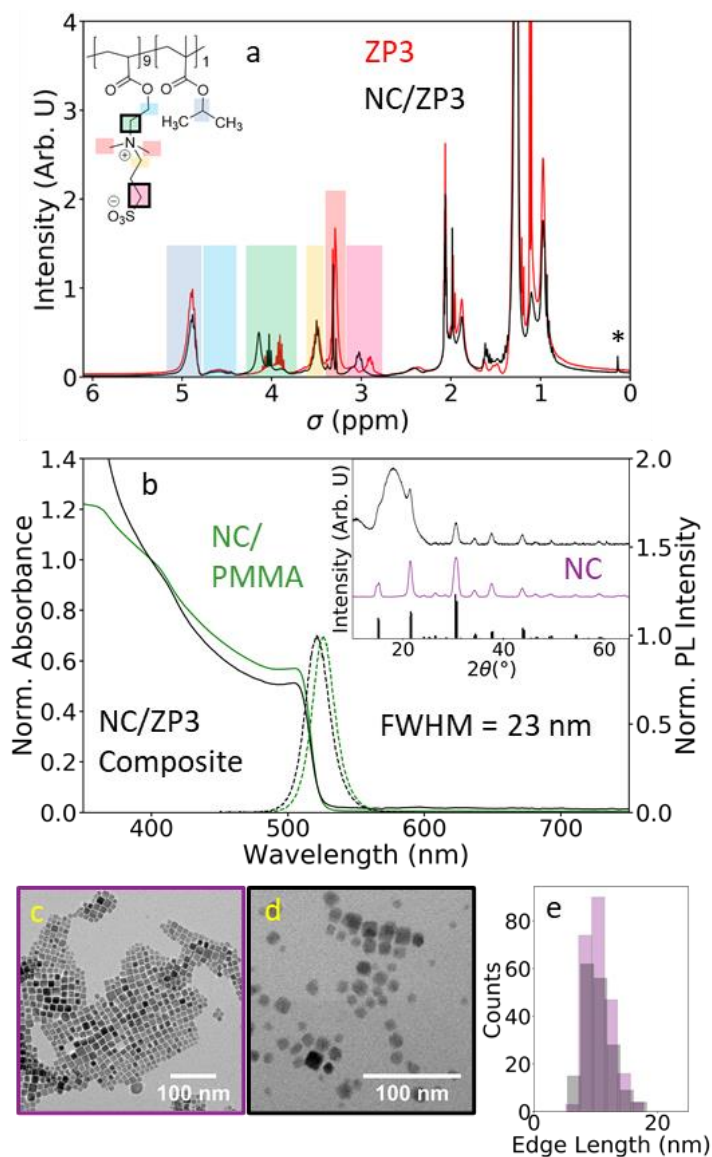 4
3
2
1
0
Intensity (Arb. U)
a
ZP3
NC/ZP3
9
1
O
O
O
O
H₃C
CH₃
N
⊕
⊖
O₃S
*
6
5
4
3
2
1
0
σ (ppm)
1.4
1.2
1.0
0.8
0.6
0.4
0.2
0.0
Norm. Absorbance
b
NC/
PMMA
NC/ZP3
Composite
FWHM = 23 nm
Intensity (Arb. U)
NC
20
40
60
2θ(°)
2.0
1.5
1.0
0.5
0.0
Norm. PL Intensity
400
500
600
700
Wavelength (nm)
c
100 nm
d
100 nm
e
80
60
40
20
0
Counts
0
20
Edge Length (nm)